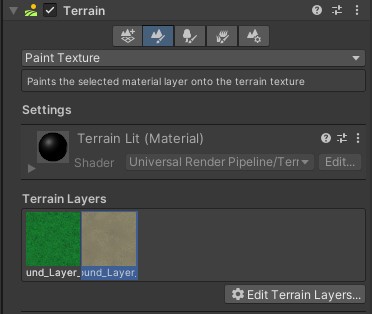 Terrain
Paint Texture
Paints the selected material layer onto the terrain texture
Settings
Terrain Lit (Material)
Shader Universal Render Pipeline/Terr Edit...
Terrain Layers
und_Layer_ und_Layer_
Edit Terrain Layers...